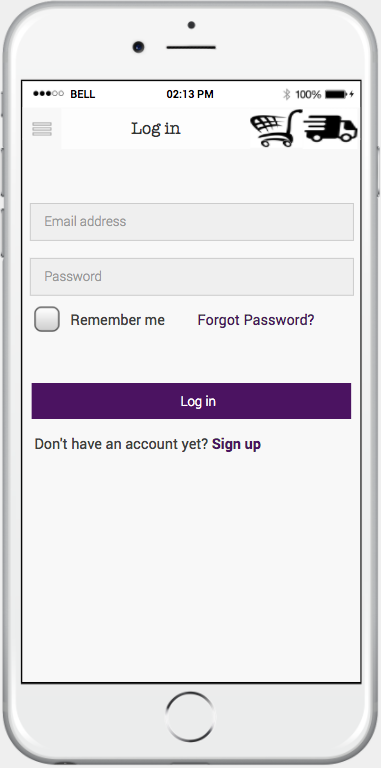 BELL 02:13 PM 100%
Log in
Email address
Password
Remember me Forgot Password?
Log in
Don't have an account yet? Sign up